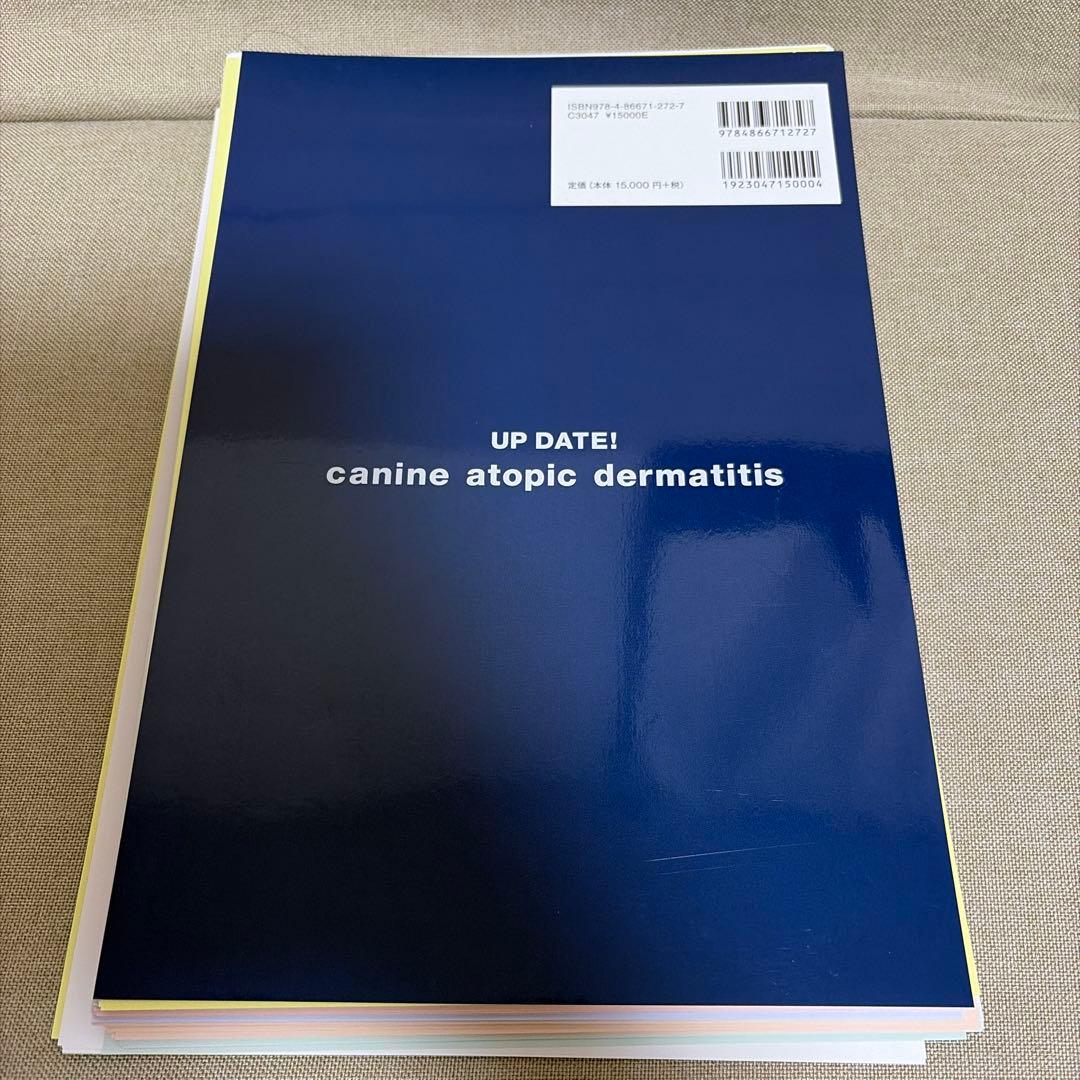 ISBN978-4-86671-272-7
C3047 ¥15000E
定価(本体 15,000 円+税)
9784866712727
1923047150004
UP DATE!
canine atopic dermatitis